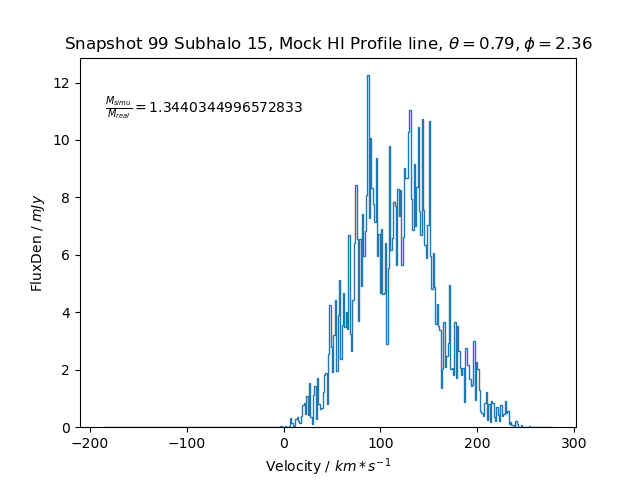 Snapshot 99 Subhalo 15, Mock HI Profile line, θ = 0.79, ϕ = 2.36
M_simu/M_real = 1.3440344996572833
12
10
8
6
4
2
0
FluxDen / mJy
−200 −100 0 100 200 300
Velocity / km * s⁻¹